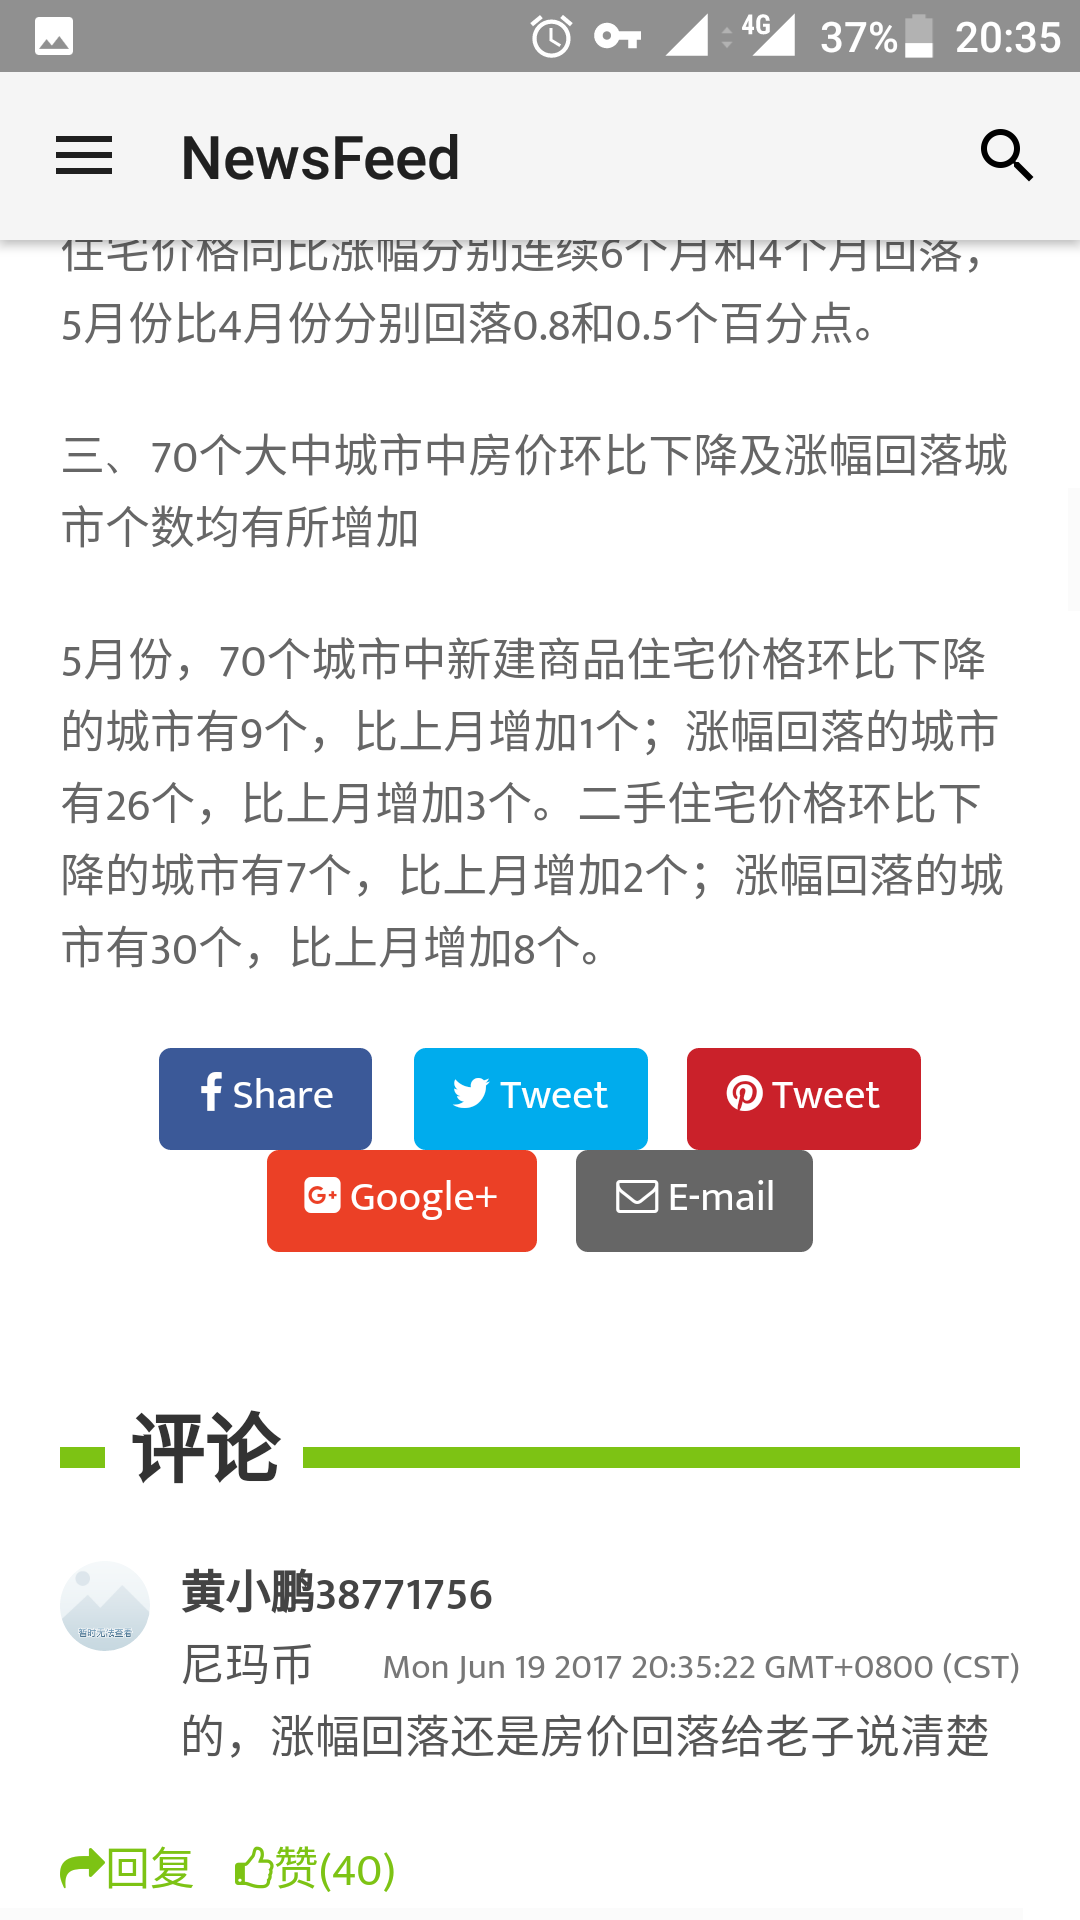 4G 37% 20:35
NewsFeed
住宅价格同比涨幅分别连续6个月和4个月回落，
5月份比4月份分别回落0.8和0.5个百分点。
三、70个大中城市中房价环比下降及涨幅回落城
市个数均有所增加
5月份，70个城市中新建商品住宅价格环比下降
的城市有9个，比上月增加1个；涨幅回落的城市
有26个，比上月增加3个。二手住宅价格环比下
降的城市有7个，比上月增加2个；涨幅回落的城
市有30个，比上月增加8个。
Share Tweet Tweet
Google+ E-mail
评论
暂时无法查看
黄小鹏38771756
尼玛币 Mon Jun 19 2017 20:35:22 GMT+0800 (CST)
的，涨幅回落还是房价回落给老子说清楚
回复 赞(40)